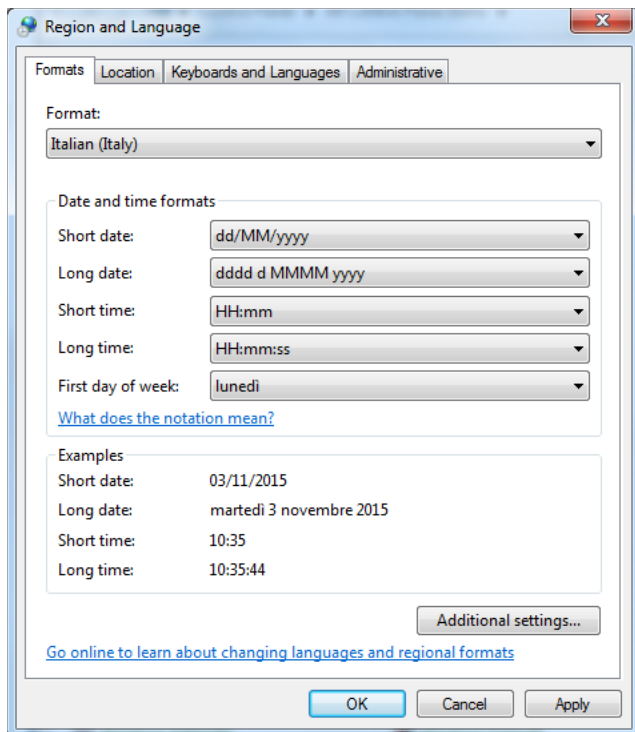 Region and Language
Formats Location Keyboards and Languages Administrative
Format:
Italian (Italy)
Date and time formats
Short date: dd/MM/yyyy
Long date: dddd d MMMM yyyy
Short time: HH:mm
Long time: HH:mm:ss
First day of week: lunedì
What does the notation mean?
Examples
Short date: 03/11/2015
Long date: martedì 3 novembre 2015
Short time: 10:35
Long time: 10:35:44
Additional settings...
Go online to learn about changing languages and regional formats
OK Cancel Apply